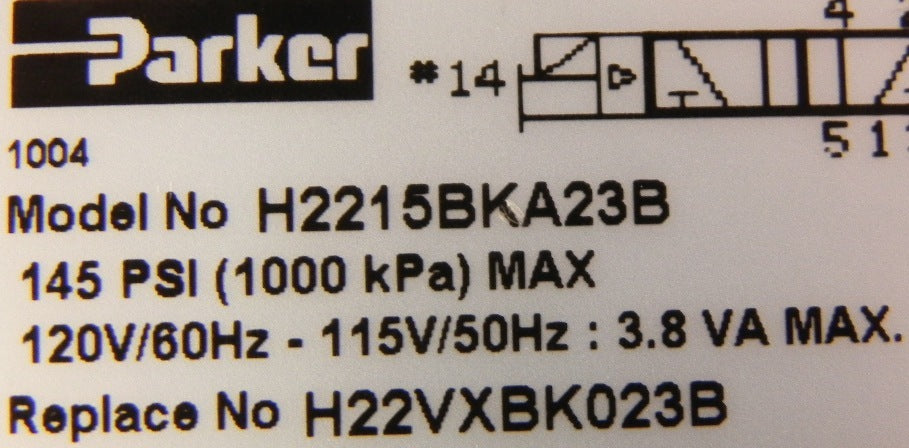 Parker
*14
4
5 1
1004
Model No H2215BKA23B
145 PSI (1000 kPa) MAX
120V/60Hz - 115V/50Hz : 3.8 VA MAX.
Replace No H22VXBK023B